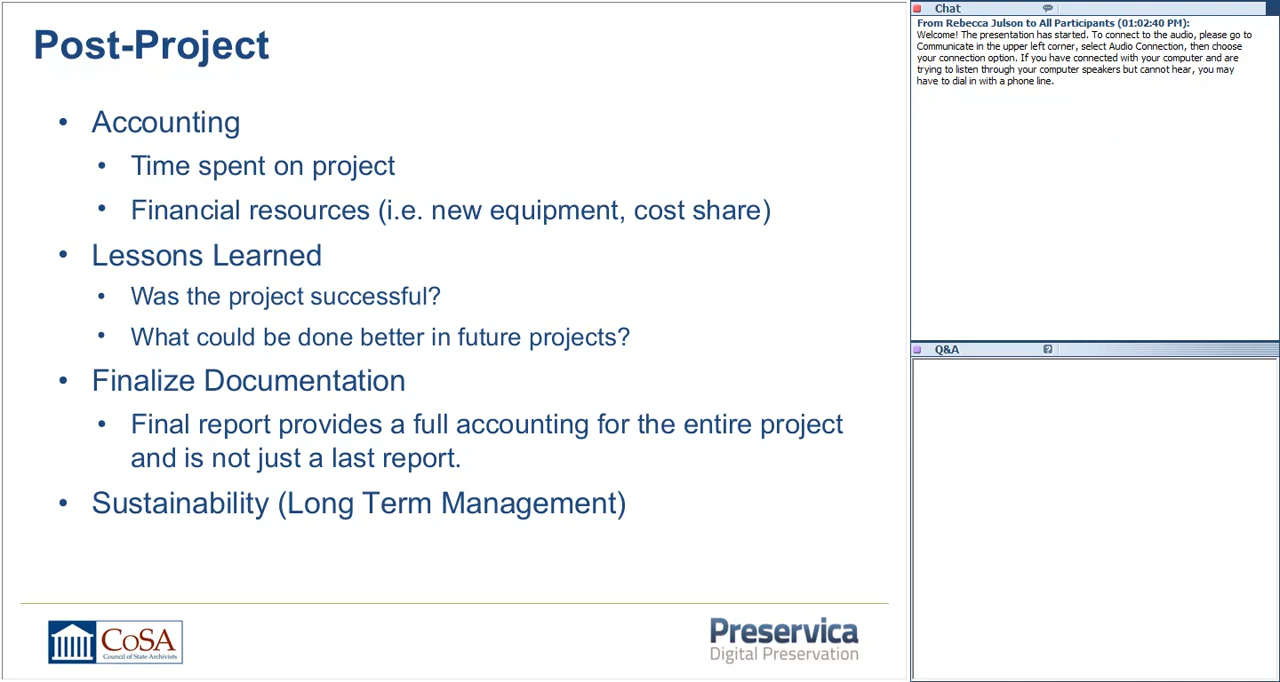 Post-Project
• Accounting
• Time spent on project
• Financial resources (i.e. new equipment, cost share)
• Lessons Learned
• Was the project successful?
• What could be done better in future projects?
• Finalize Documentation
• Final report provides a full accounting for the entire project
and is not just a last report.
• Sustainability (Long Term Management)
CoSA
Council of State Archivists
Preservica
Digital Preservation
Chat
From Rebecca Julson to All Participants (01:02:40 PM):
Welcome! The presentation has started. To connect to the audio, please go to
Communicate in the upper left corner, select Audio Connection, then choose
your connection option. If you have connected with your computer and are
trying to listen through your computer speakers but cannot hear, you may
have to dial in with a phone line.
Q&A
?